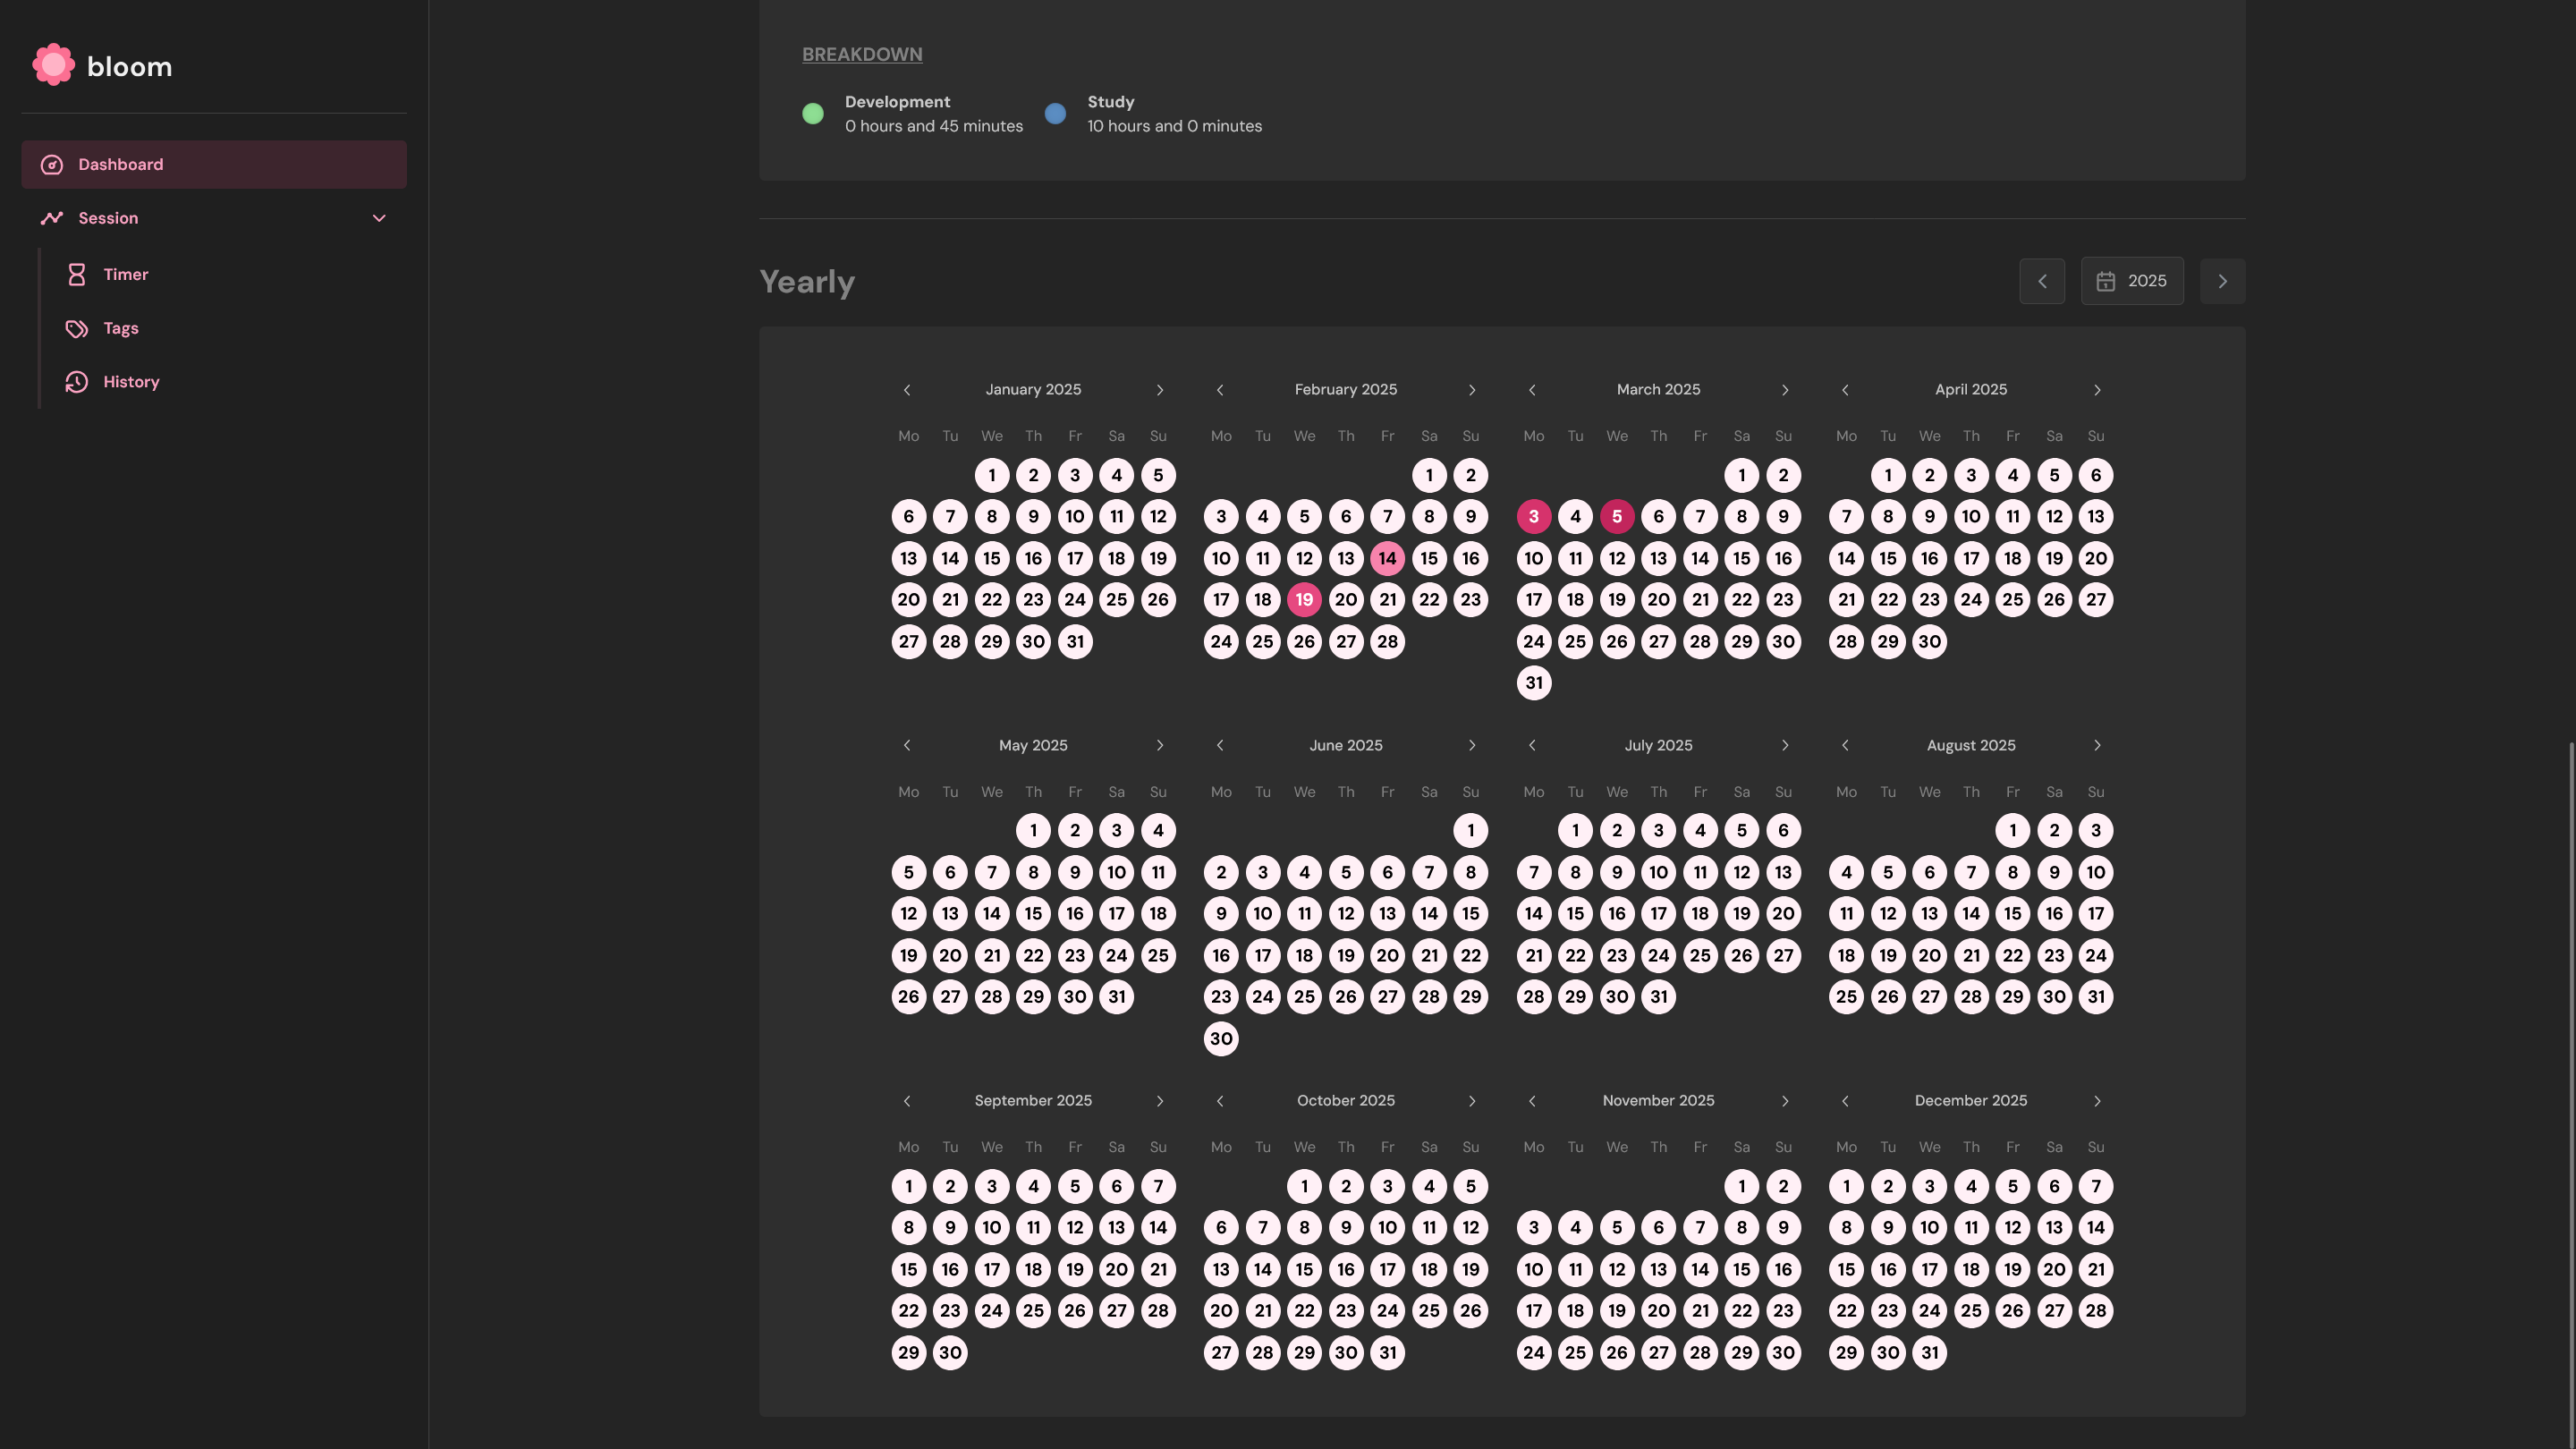 bloom
Dashboard
Session
Timer
Tags
History
BREAKDOWN
Development
0 hours and 45 minutes
Study
10 hours and 0 minutes
Yearly
2025
January 2025
Mo Tu We Th Fr Sa Su
1 2 3 4 5
6 7 8 9 10 11 12
13 14 15 16 17 18 19
20 21 22 23 24 25 26
27 28 29 30 31
February 2025
Mo Tu We Th Fr Sa Su
1 2
3 4 5 6 7 8 9
10 11 12 13 14 15 16
17 18 19 20 21 22 23
24 25 26 27 28
March 2025
Mo Tu We Th Fr Sa Su
1 2
3 4 5 6 7 8 9
10 11 12 13 14 15 16
17 18 19 20 21 22 23
24 25 26 27 28 29 30
31
April 2025
Mo Tu We Th Fr Sa Su
1 2 3 4 5 6
7 8 9 10 11 12 13
14 15 16 17 18 19 20
21 22 23 24 25 26 27
28 29 30
May 2025
Mo Tu We Th Fr Sa Su
1 2 3 4
5 6 7 8 9 10 11
12 13 14 15 16 17 18
19 20 21 22 23 24 25
26 27 28 29 30 31
June 2025
Mo Tu We Th Fr Sa Su
1
2 3 4 5 6 7 8
9 10 11 12 13 14 15
16 17 18 19 20 21 22
23 24 25 26 27 28 29
30
July 2025
Mo Tu We Th Fr Sa Su
1 2 3 4 5 6
7 8 9 10 11 12 13
14 15 16 17 18 19 20
21 22 23 24 25 26 27
28 29 30 31
August 2025
Mo Tu We Th Fr Sa Su
1 2 3
4 5 6 7 8 9 10
11 12 13 14 15 16 17
18 19 20 21 22 23 24
25 26 27 28 29 30 31
September 2025
Mo Tu We Th Fr Sa Su
1 2 3 4 5 6 7
8 9 10 11 12 13 14
15 16 17 18 19 20 21
22 23 24 25 26 27 28
29 30
October 2025
Mo Tu We Th Fr Sa Su
1 2 3 4 5
6 7 8 9 10 11 12
13 14 15 16 17 18 19
20 21 22 23 24 25 26
27 28 29 30 31
November 2025
Mo Tu We Th Fr Sa Su
1 2
3 4 5 6 7 8 9
10 11 12 13 14 15 16
17 18 19 20 21 22 23
24 25 26 27 28 29 30
December 2025
Mo Tu We Th Fr Sa Su
1 2 3 4 5 6 7
8 9 10 11 12 13 14
15 16 17 18 19 20 21
22 23 24 25 26 27 28
29 30 31